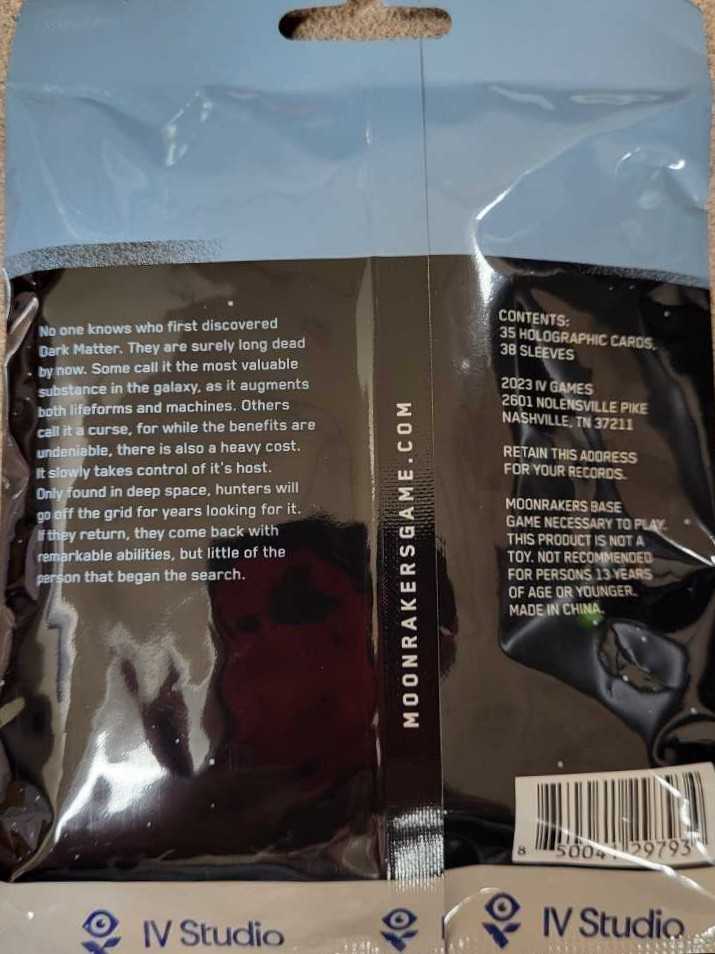 No one knows who first discovered
Dark Matter. They are surely long dead
by now. Some call it the most valuable
substance in the galaxy, as it augments
both lifeforms and machines. Others
call it a curse, for while the benefits are
undeniable, there is also a heavy cost.
It slowly takes control of it's host.
Only found in deep space, hunters will
go off the grid for years looking for it.
If they return, they come back with
remarkable abilities, but little of the
person that began the search.
MOONRAKERSGAME.COM
CONTENTS:
35 HOLOGRAPHIC CARDS,
38 SLEEVES
2023 IV GAMES
2601 NOLENSVILLE PIKE
NASHVILLE, TN 37211
RETAIN THIS ADDRESS
FOR YOUR RECORDS.
MOONRAKERS BASE
GAME NECESSARY TO PLAY.
THIS PRODUCT IS NOT A
TOY. NOT RECOMMENDED
FOR PERSONS 13 YEARS
OF AGE OR YOUNGER.
MADE IN CHINA.
8 29793
IV Studio
IV Studio